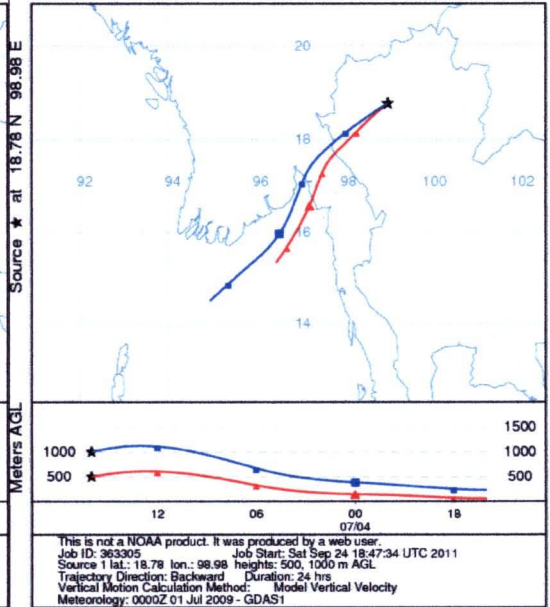 Source ★ at 18.78 N 98.98 E
20
18
92 94 96 98 100 102
16
14
Meters AGL
1500
1000 1000
500 500
12 06 00 18
07/04
This is not a NOAA product. It was produced by a web user.
Job ID: 363305 Job Start: Sat Sep 24 18:47:34 UTC 2011
Source 1 lat.: 18.78 lon.: 98.98 heights: 500, 1000 m AGL
Trajectory Direction: Backward Duration: 24 hrs
Vertical Motion Calculation Method: Model Vertical Velocity
Meteorology: 0000Z 01 Jul 2009 - GDAS1